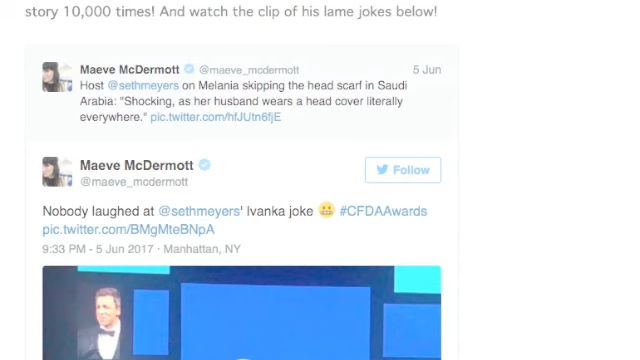 story 10,000 times! And watch the clip of his lame jokes below!
Maeve McDermott @maeve_mcdermott 5 Jun
Host @sethmeyers on Melania skipping the head scarf in Saudi
Arabia: "Shocking, as her husband wears a head cover literally
everywhere." pic.twitter.com/hfJUtn6fjE
Maeve McDermott
Follow
@maeve_mcdermott
Nobody laughed at @sethmeyers' Ivanka joke 😬 #CFDAAwards
pic.twitter.com/BMgMteBNpA
9:33 PM - 5 Jun 2017 · Manhattan, NY